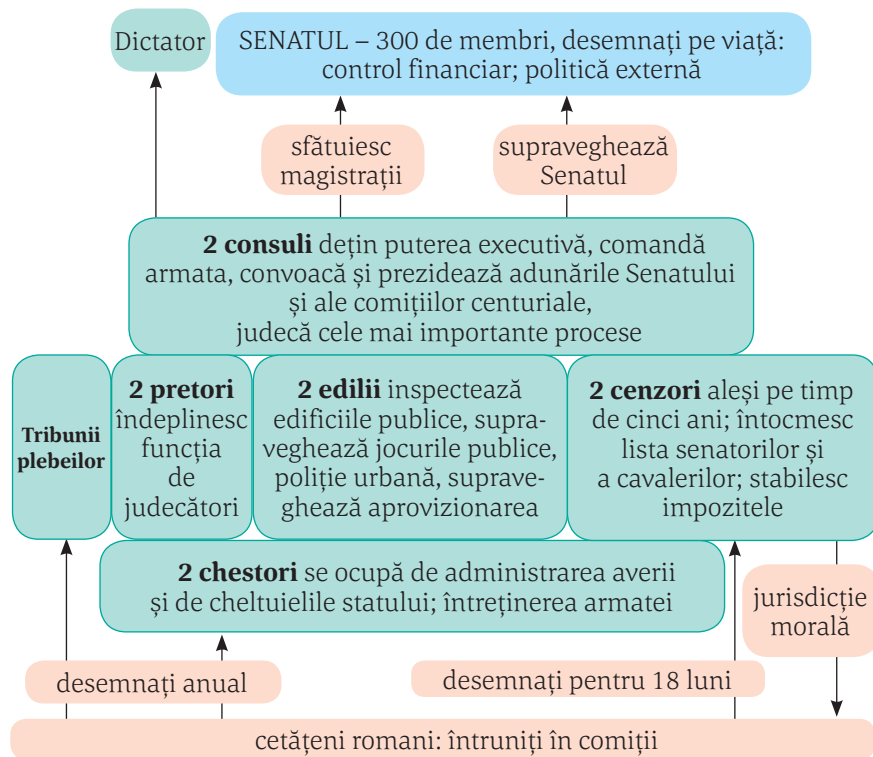 Dictator
SENATUL – 300 de membri, desemnați pe viață:
control financiar; politică externă
sfătuiesc
magistrații
supraveghează
Senatul
2 consuli dețin puterea executivă, comandă
armata, convoacă și prezidează adunările Senatului
și ale comițiilor centuriale,
judecă cele mai importante procese
Tribunii
plebeilor
2 pretori
îndeplinesc
funcția
de
judecători
2 edilii inspectează
edificiile publice, supra-
veghează jocurile publice,
poliție urbană, suprave-
ghează aprovizionarea
2 cenzori aleși pe timp
de cinci ani; întocmesc
lista senatorilor și
a cavalerilor; stabilesc
impozitele
2 chestori se ocupă de administrarea averii
și de cheltuielile statului; întreținerea armatei
jurisdicție
morală
desemnați anual
desemnați pentru 18 luni
cetățeni romani: întruniți în comiții